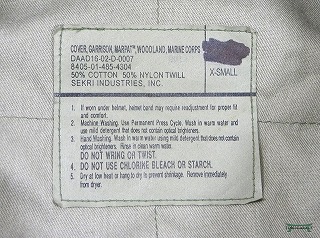 COVER, GARRISON, MARPAT™, WOODLAND, MARINE CORPS
DAAD16-02-D-0007
8405-01-485-4304
50% COTTON 50% NYLON TWILL
SEKRI INDUSTRIES, INC.
X-SMALL
1. If worn under helmet, helmet band may require readjustment for proper fit
and comfort.
2. Machine Washing. Use Permanent Press Cycle. Wash in warm water and
use mild detergent that does not contain optical brighteners.
3. Hand Washing. Wash in warm water using mild detergent that does not contain
optical brighteners. Rinse in clean warm water.
DO NOT WRING OR TWIST.
4. DO NOT USE CHLORINE BLEACH OR STARCH.
5. Dry at low heat or hang to dry is prevent shrinkage. Remove immediately
from dryer.